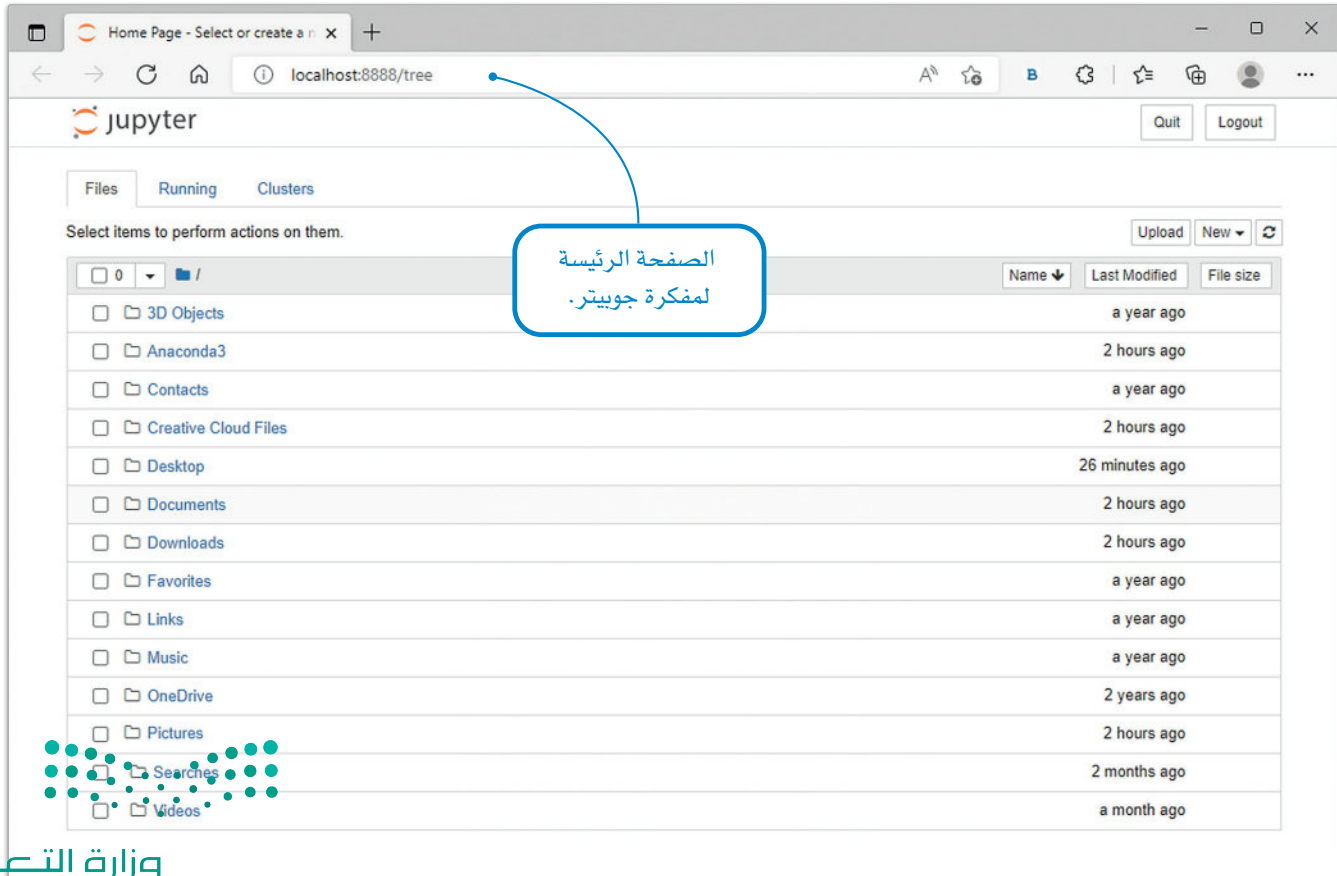 Home Page - Select or create a n
localhost:8888/tree
jupyter
Quit Logout
Files Running Clusters
Select items to perform actions on them.
Upload New
الصفحة الرئيسة
لمفكرة جوبيتر.
0 /
Name Last Modified File size
3D Objects a year ago
Anaconda3 2 hours ago
Contacts a year ago
Creative Cloud Files 2 hours ago
Desktop 26 minutes ago
Documents 2 hours ago
Downloads 2 hours ago
Favorites a year ago
Links a year ago
Music a year ago
OneDrive 2 years ago
Pictures 2 hours ago
Searches 2 months ago
Videos a month ago
وزارة